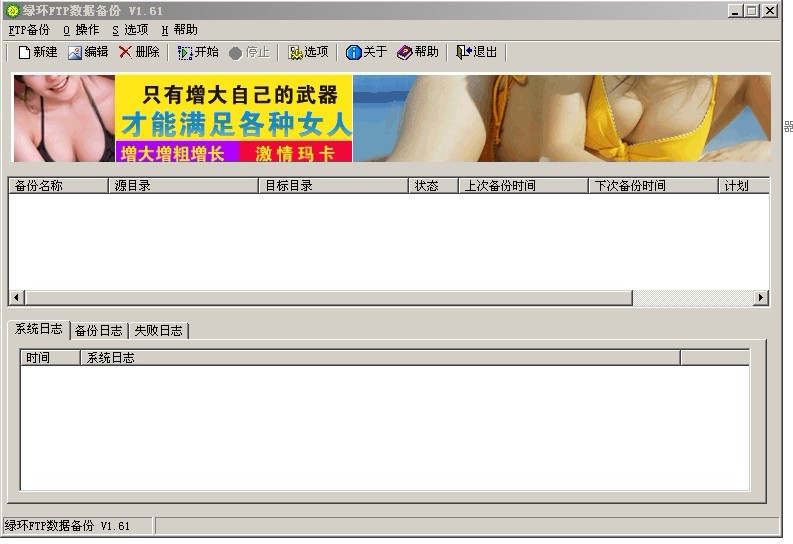 绿环FTP数据备份 V1.61
FTP备份 O 操作 S 选项 H 帮助
新建 编辑 删除 开始 停止 选项 关于 帮助 退出
只有增大自己的武器
才能满足各种女人
增大增粗增长 激情玛卡
器
备份名称 源目录 目标目录 状态 上次备份时间 下次备份时间 计划
系统日志 备份日志 失败日志
时间 系统日志
绿环FTP数据备份 V1.61